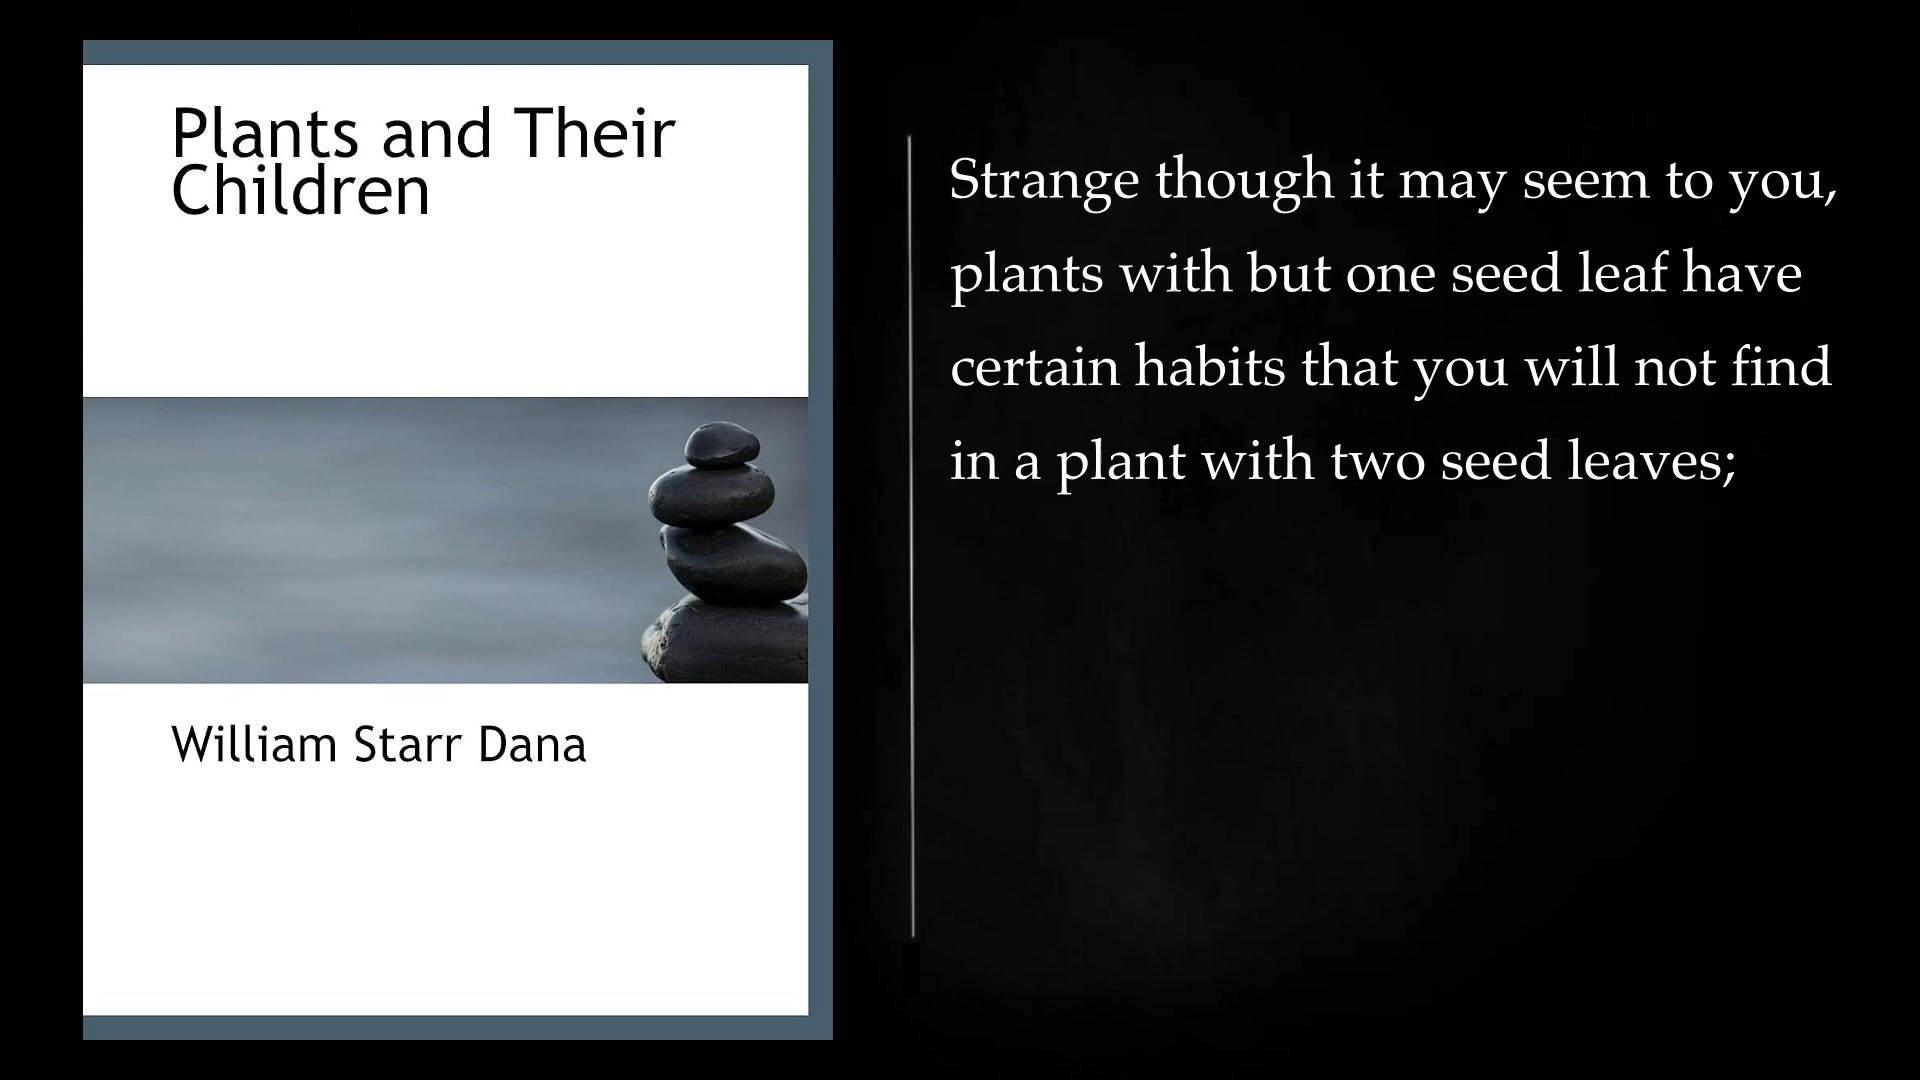 Plants and Their
Children
William Starr Dana
Strange though it may seem to you,
plants with but one seed leaf have
certain habits that you will not find
in a plant with two seed leaves;